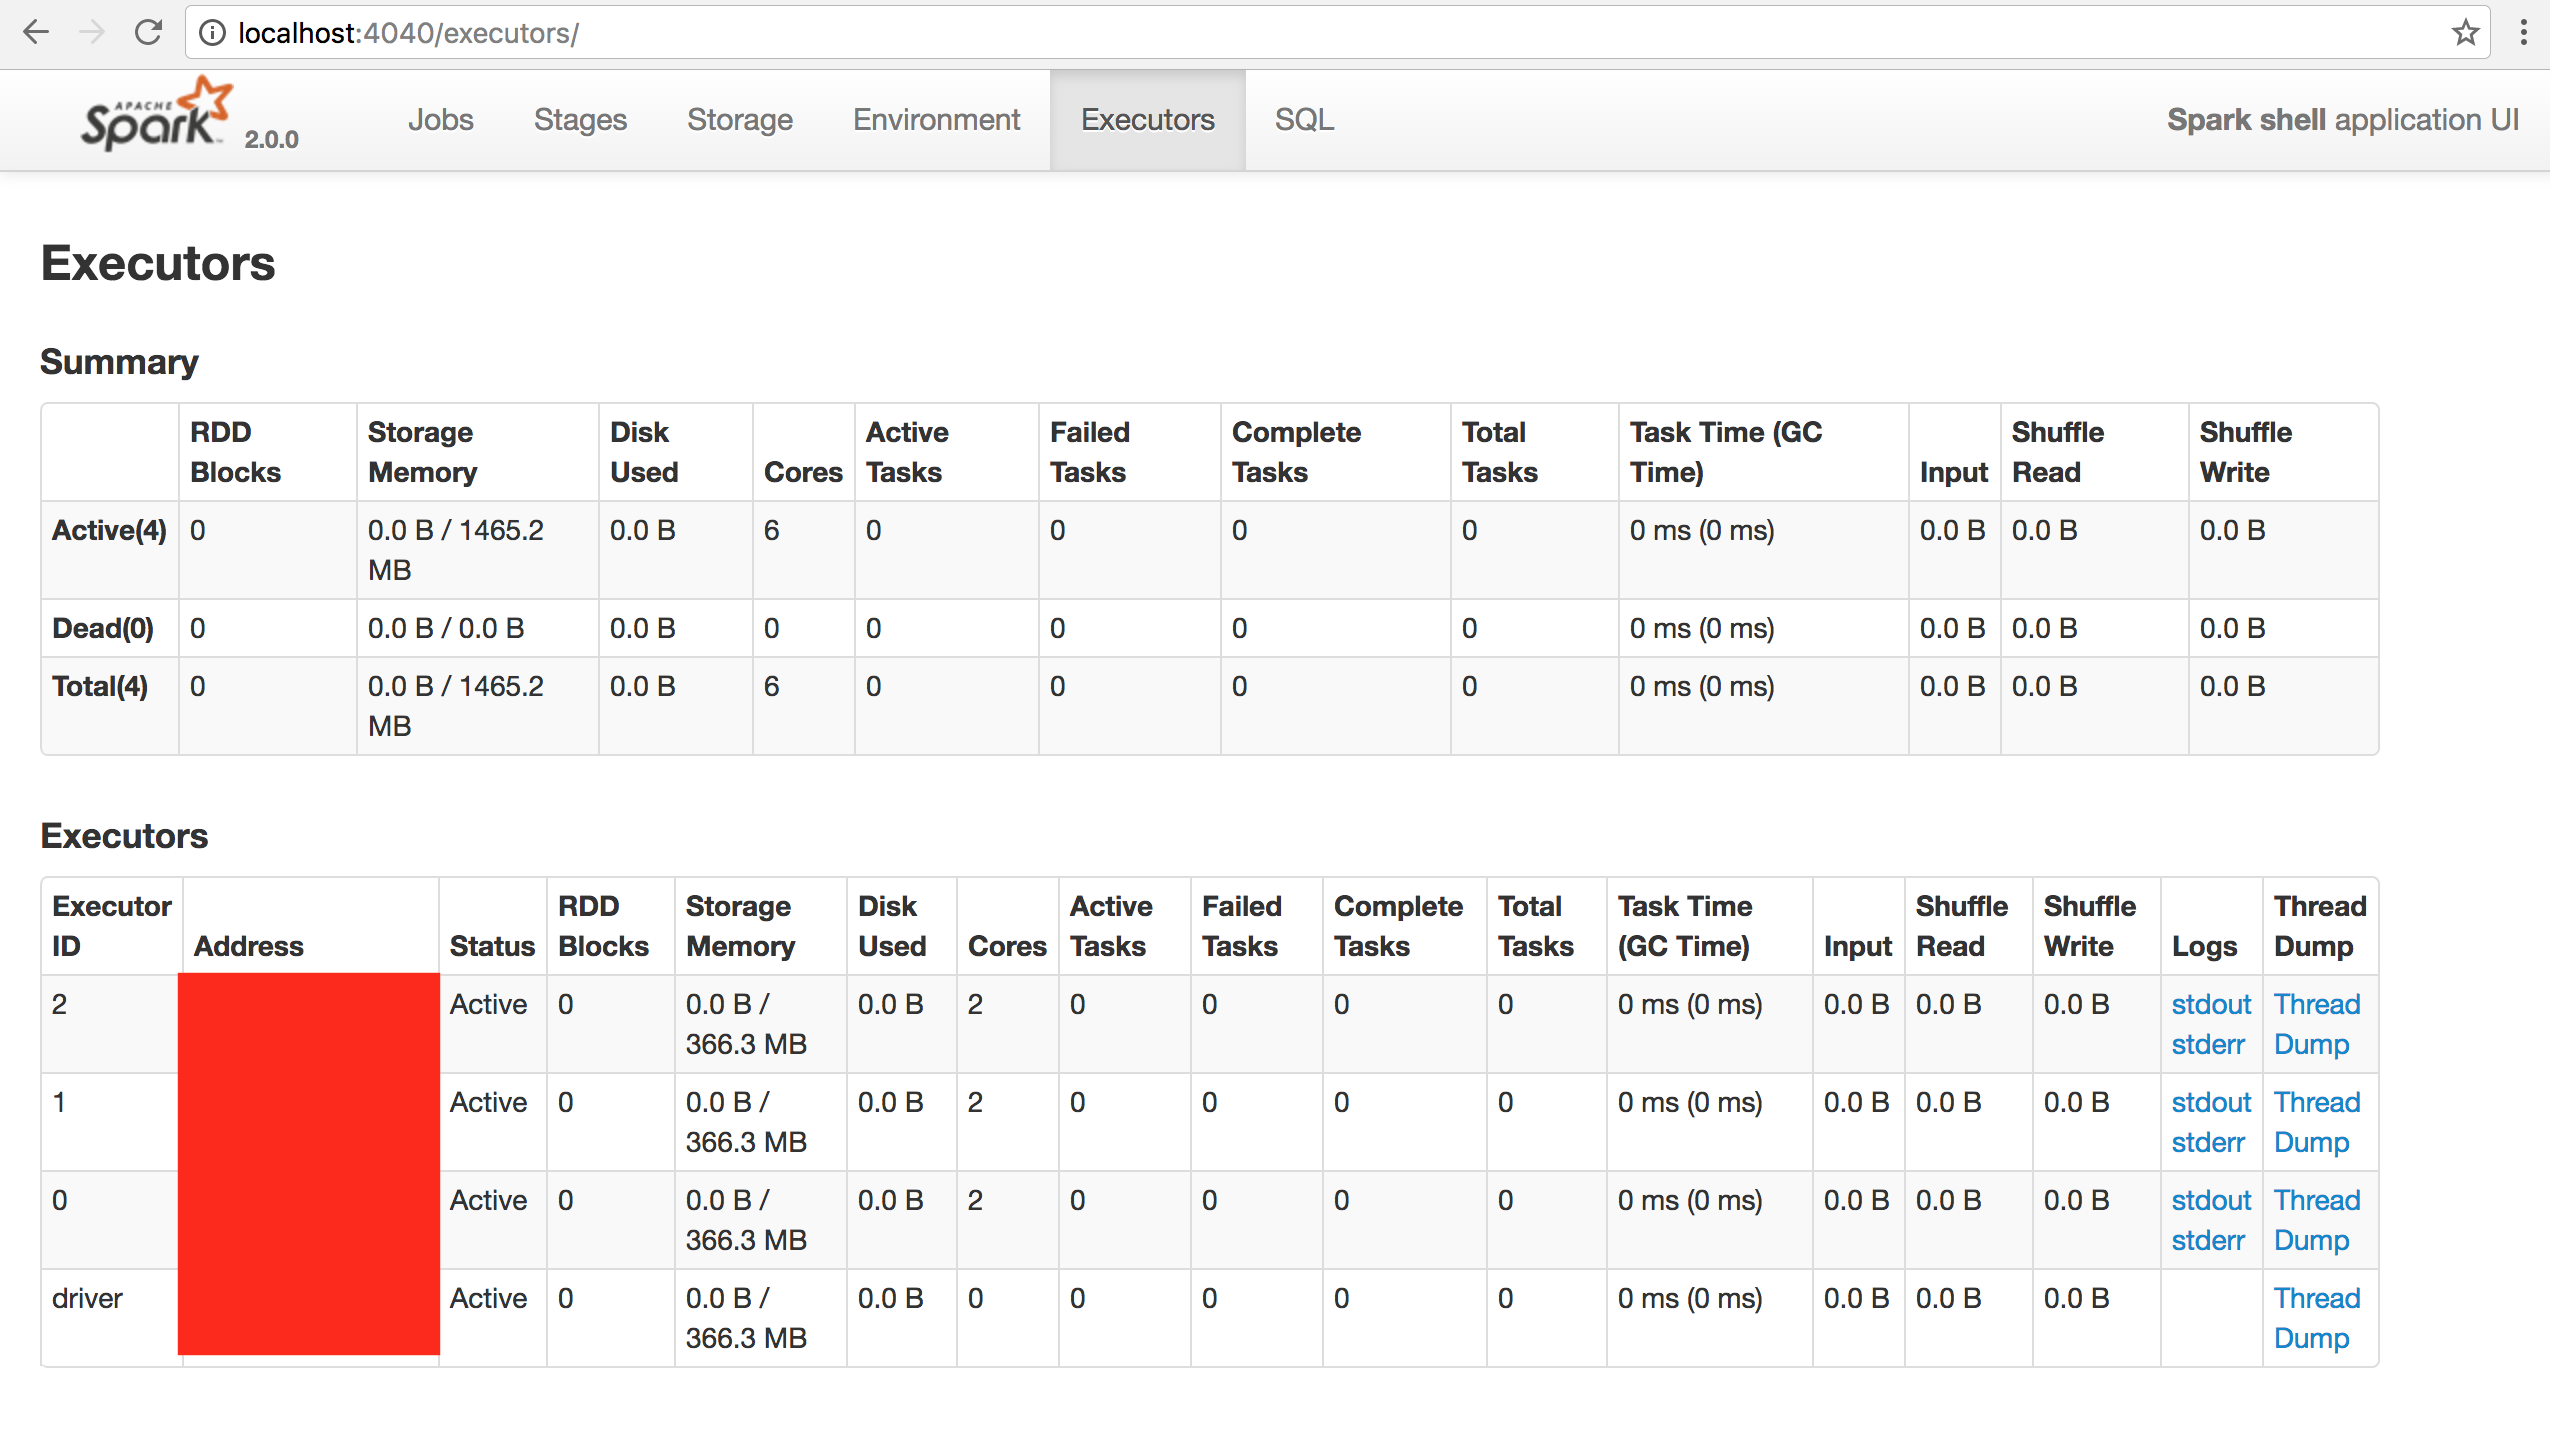 localhost:4040/executors/
APACHE
Spark™ 2.0.0 Jobs Stages Storage Environment Executors SQL Spark shell application UI
Executors
Summary
RDD Blocks Storage Memory Disk Used Cores Active Tasks Failed Tasks Complete Tasks Total Tasks Task Time (GC Time) Input Shuffle Read Shuffle Write
Active(4) 0 0.0 B / 1465.2 MB 0.0 B 6 0 0 0 0 0 ms (0 ms) 0.0 B 0.0 B 0.0 B
Dead(0) 0 0.0 B / 0.0 B 0.0 B 0 0 0 0 0 0 ms (0 ms) 0.0 B 0.0 B 0.0 B
Total(4) 0 0.0 B / 1465.2 MB 0.0 B 6 0 0 0 0 0 ms (0 ms) 0.0 B 0.0 B 0.0 B
Executors
Executor ID Address Status RDD Blocks Storage Memory Disk Used Cores Active Tasks Failed Tasks Complete Tasks Total Tasks Task Time (GC Time) Input Shuffle Read Shuffle Write Logs Thread Dump
2 Active 0 0.0 B / 366.3 MB 0.0 B 2 0 0 0 0 0 ms (0 ms) 0.0 B 0.0 B 0.0 B stdout stderr Thread Dump
1 Active 0 0.0 B / 366.3 MB 0.0 B 2 0 0 0 0 0 ms (0 ms) 0.0 B 0.0 B 0.0 B stdout stderr Thread Dump
0 Active 0 0.0 B / 366.3 MB 0.0 B 2 0 0 0 0 0 ms (0 ms) 0.0 B 0.0 B 0.0 B stdout stderr Thread Dump
driver Active 0 0.0 B / 366.3 MB 0.0 B 0 0 0 0 0 0 ms (0 ms) 0.0 B 0.0 B 0.0 B Thread Dump